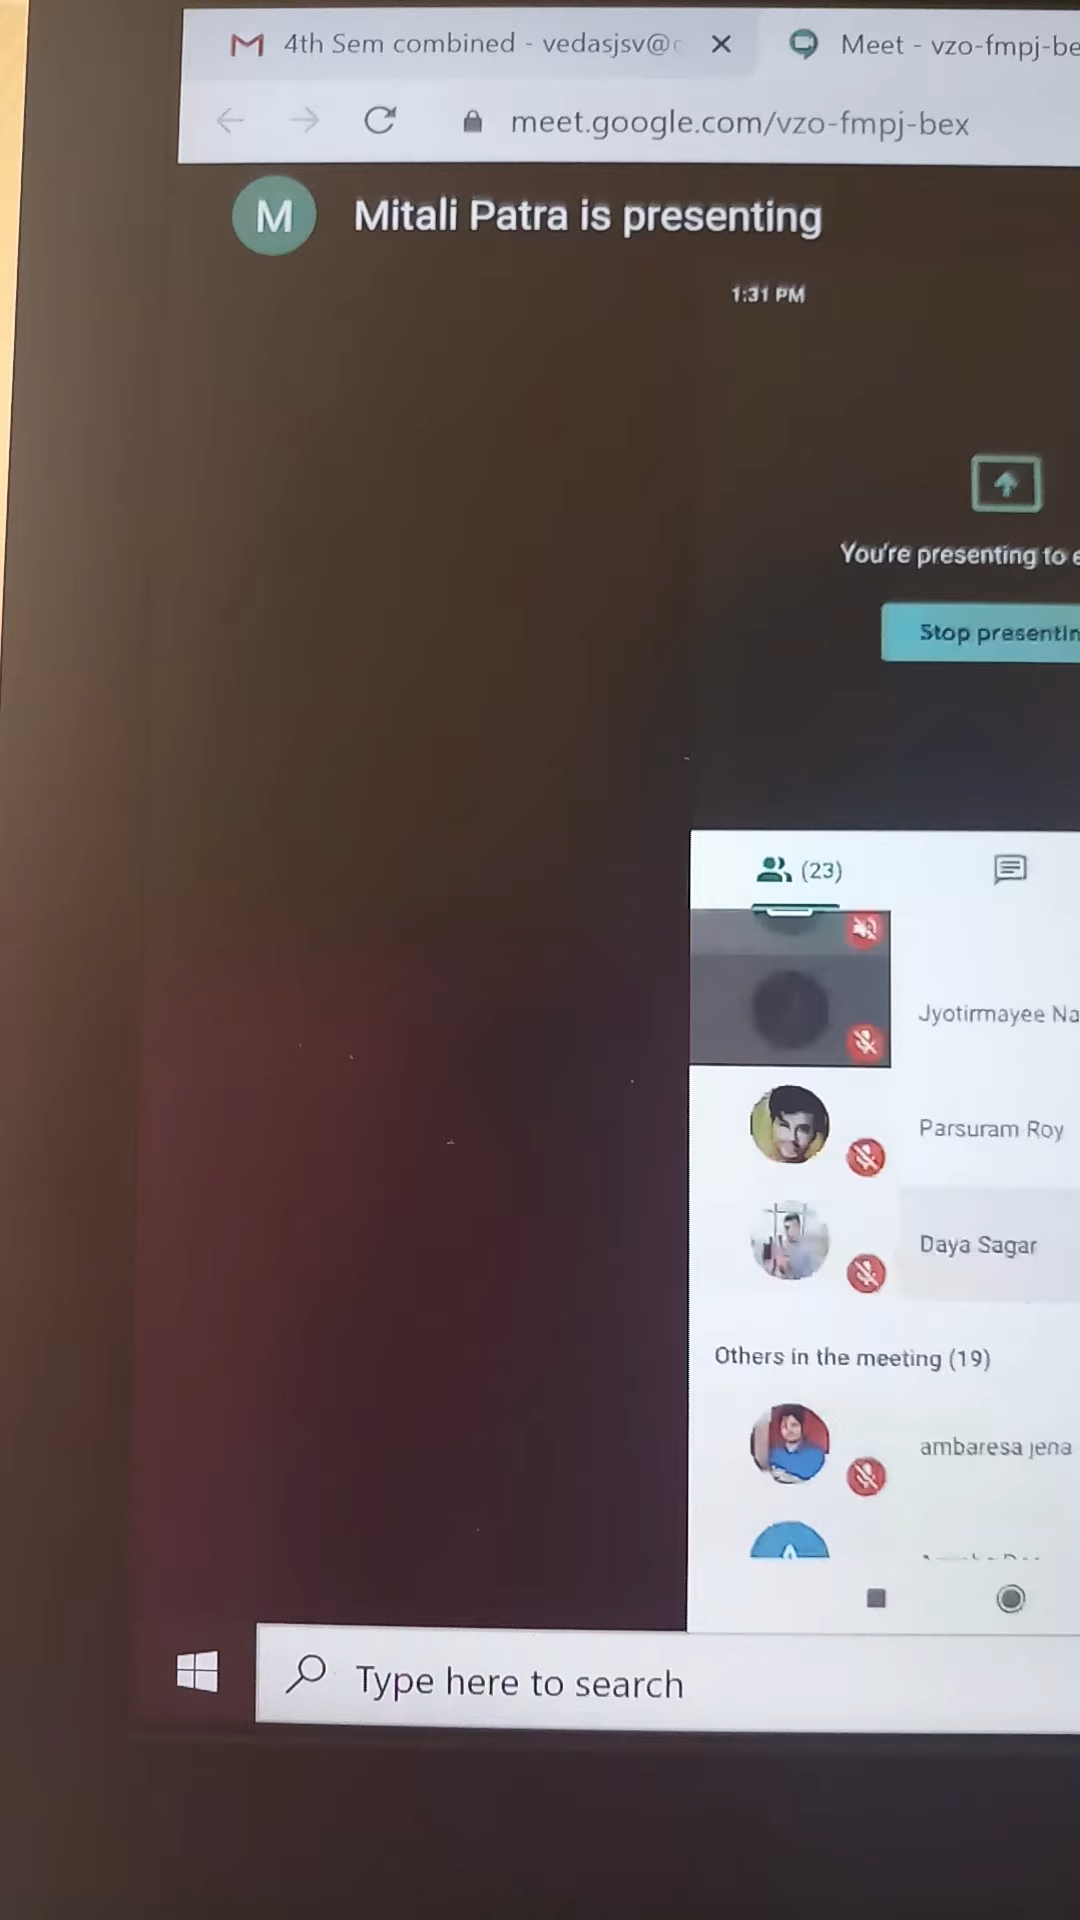 4th Sem combined - vedasjsv@
Meet - vzo-fmpj-be
meet.google.com/vzo-fmpj-bex
M
Mitali Patra is presenting
1:31 PM
You're presenting to
Stop presentin
(23)
Jyotirmayee Na
Parsuram Roy
Daya Sagar
Others in the meeting (19)
ambaresa jena
Type here to search